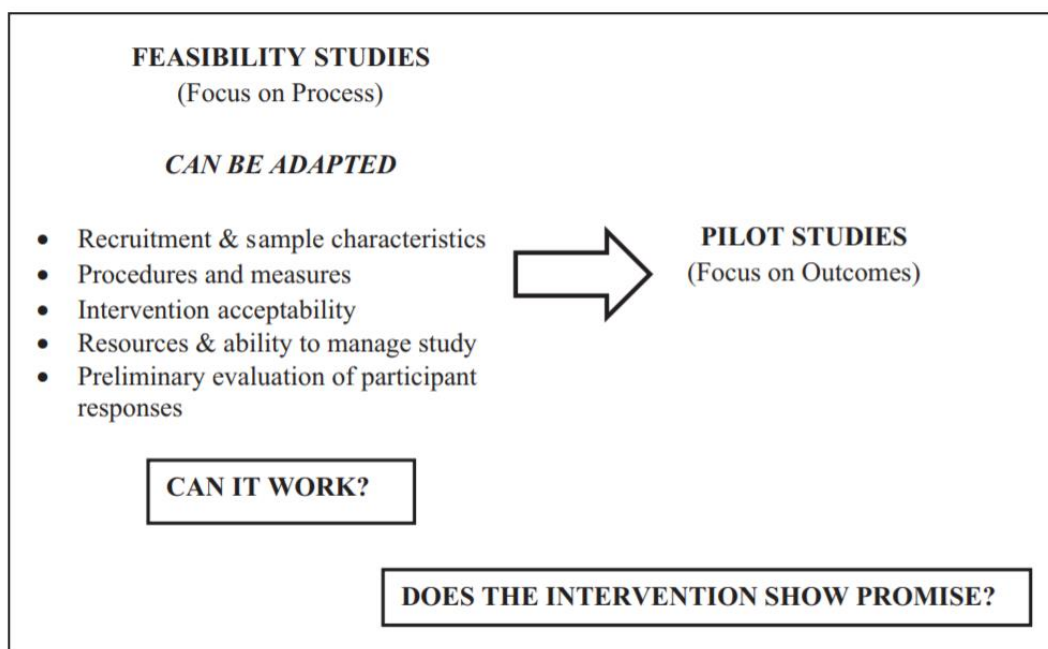 FEASIBILITY STUDIES
(Focus on Process)
CAN BE ADAPTED
• Recruitment & sample characteristics
• Procedures and measures
• Intervention acceptability
• Resources & ability to manage study
• Preliminary evaluation of participant
responses
CAN IT WORK?
PILOT STUDIES
(Focus on Outcomes)
DOES THE INTERVENTION SHOW PROMISE?